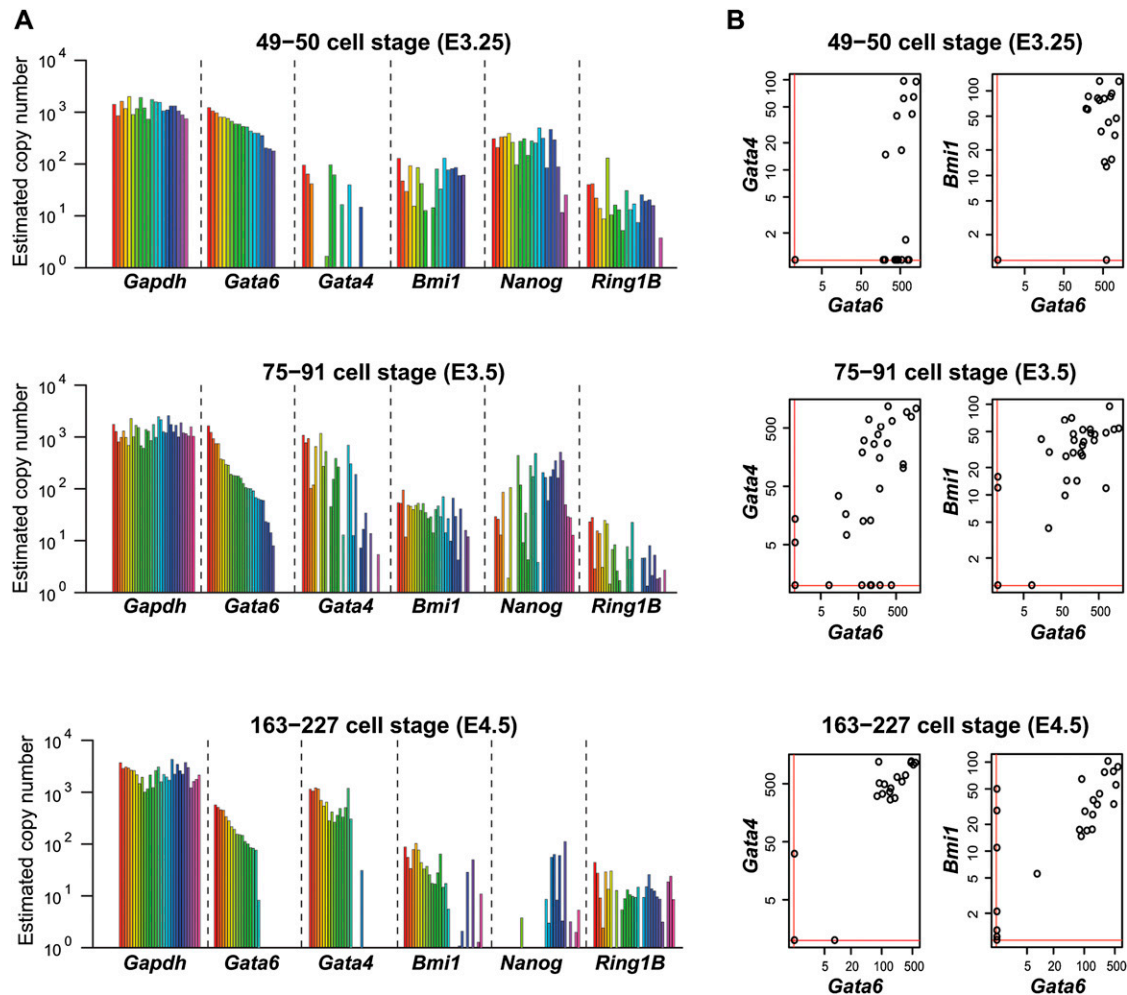 A
49−50 cell stage (E3.25)
Estimated copy number
10^4
10^3
10^2
10^1
10^0
Gapdh Gata6 Gata4 Bmi1 Nanog Ring1B
75−91 cell stage (E3.5)
Estimated copy number
10^4
10^3
10^2
10^1
10^0
Gapdh Gata6 Gata4 Bmi1 Nanog Ring1B
163−227 cell stage (E4.5)
Estimated copy number
10^4
10^3
10^2
10^1
10^0
Gapdh Gata6 Gata4 Bmi1 Nanog Ring1B
B
49−50 cell stage (E3.25)
Gata4
100
50
20
10
5
2
5 50 500
Gata6
Bmi1
100
50
20
10
5
2
5 50 500
Gata6
75−91 cell stage (E3.5)
Gata4
500
50
5
5 50 500
Gata6
Bmi1
100
50
20
10
5
2
5 50 500
Gata6
163−227 cell stage (E4.5)
Gata4
500
50
5
5 20 100 500
Gata6
Bmi1
100
50
20
10
5
2
5 20 100 500
Gata6